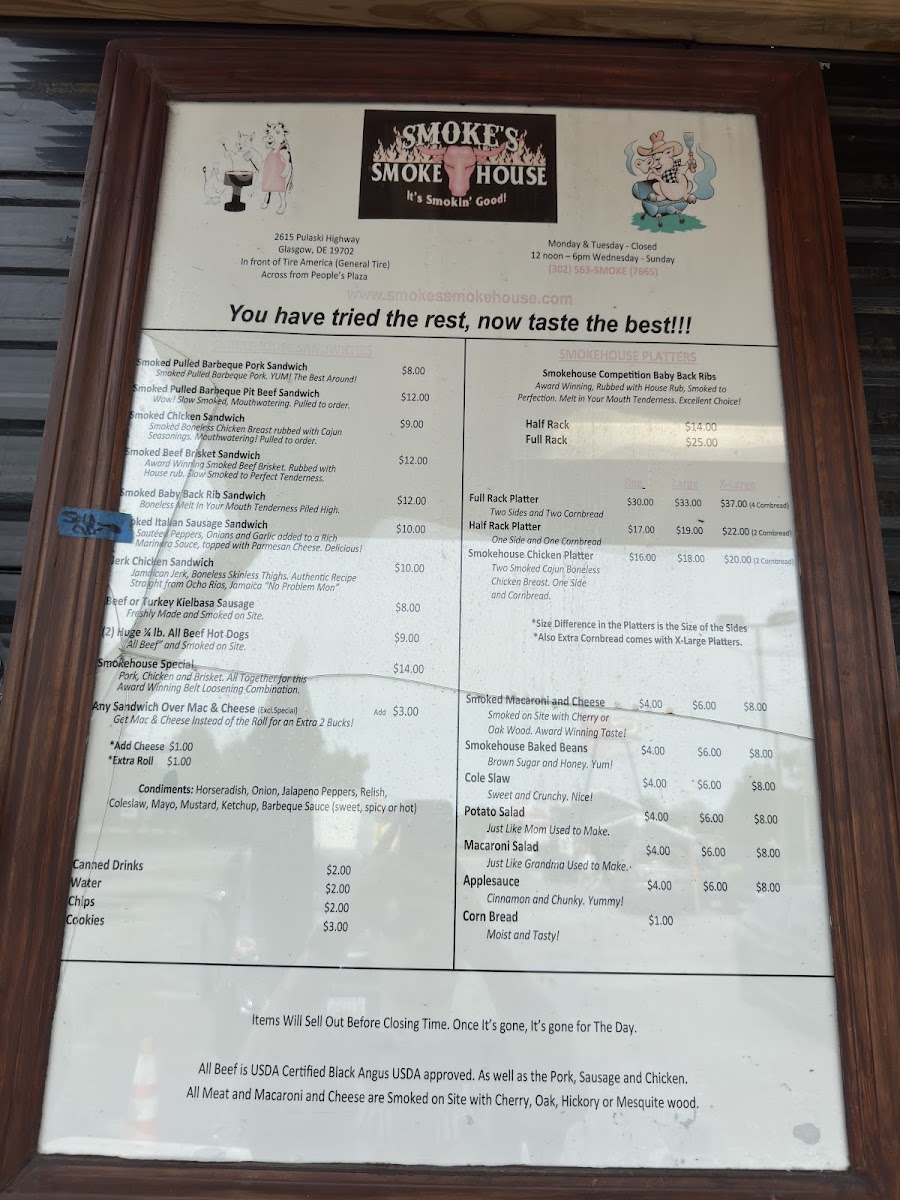 SMOKE'S
SMOKE HOUSE
It's Smokin' Good!
2615 Pulaski Highway
Glasgow, DE 19702
In front of Tire America (General Tire)
Across from People's Plaza
Monday & Tuesday - Closed
12 noon – 6pm Wednesday - Sunday
(302) 563-SMOKE (7665)
www.smokessmokehouse.com
You have tried the rest, now taste the best!!!
HOUSE SANDWICHES
Smoked Pulled Barbeque Pork Sandwich $8.00
Smoked Pulled Barbeque Pork. YUM! The Best Around!
Smoked Pulled Barbeque Pit Beef Sandwich $12.00
Wow! Slow Smoked, Mouthwatering. Pulled to order.
Smoked Chicken Sandwich $9.00
Smoked Boneless Chicken Breast rubbed with Cajun
Seasonings. Mouthwatering! Pulled to order.
Smoked Beef Brisket Sandwich $12.00
Award Winning Smoked Beef Brisket. Rubbed with
House rub. Slow Smoked to Perfect Tenderness.
Smoked Baby Back Rib Sandwich $12.00
Boneless Melt In Your Mouth Tenderness Piled High.
oked Italian Sausage Sandwich $10.00
Sautéed Peppers, Onions and Garlic added to a Rich
Marinara Sauce, topped with Parmesan Cheese. Delicious!
Jerk Chicken Sandwich $10.00
Jamaican Jerk, Boneless Skinless Thighs. Authentic Recipe
Straight from Ocho Rios, Jamaica "No Problem Mon"
Beef or Turkey Kielbasa Sausage $8.00
Freshly Made and Smoked on Site.
(2) Huge ¼ lb. All Beef Hot Dogs $9.00
"All Beef" and Smoked on Site.
Smokehouse Special $14.00
Pork, Chicken and Brisket. All Together for this
Award Winning Belt Loosening Combination.
Any Sandwich Over Mac & Cheese (Excl.Special) Add $3.00
Get Mac & Cheese Instead of the Roll for an Extra 2 Bucks!
*Add Cheese $1.00
*Extra Roll $1.00
Condiments: Horseradish, Onion, Jalapeno Peppers, Relish,
Coleslaw, Mayo, Mustard, Ketchup, Barbeque Sauce (sweet, spicy or hot)
Canned Drinks $2.00
Water $2.00
Chips $2.00
Cookies $3.00
SMOKEHOUSE PLATTERS
Smokehouse Competition Baby Back Ribs
Award Winning, Rubbed with House Rub, Smoked to
Perfection. Melt in Your Mouth Tenderness. Excellent Choice!
Half Rack $14.00
Full Rack $25.00
Reg. Large X-Large
Full Rack Platter $30.00 $33.00 $37.00 (4 Cornbread)
Two Sides and Two Cornbread
Half Rack Platter $17.00 $19.00 $22.00 (2 Cornbread)
One Side and One Cornbread
Smokehouse Chicken Platter $16.00 $18.00 $20.00 (2 Cornbread)
Two Smoked Cajun Boneless
Chicken Breast. One Side
and Cornbread.
*Size Difference in the Platters is the Size of the Sides
*Also Extra Cornbread comes with X-Large Platters.
Smoked Macaroni and Cheese $4.00 $6.00 $8.00
Smoked on Site with Cherry or
Oak Wood. Award Winning Taste!
Smokehouse Baked Beans $4.00 $6.00 $8.00
Brown Sugar and Honey. Yum!
Cole Slaw $4.00 $6.00 $8.00
Sweet and Crunchy. Nice!
Potato Salad $4.00 $6.00 $8.00
Just Like Mom Used to Make.
Macaroni Salad $4.00 $6.00 $8.00
Just Like Grandma Used to Make.
Applesauce $4.00 $6.00 $8.00
Cinnamon and Chunky. Yummy!
Corn Bread $1.00
Moist and Tasty!
Items Will Sell Out Before Closing Time. Once It's gone, It's gone for The Day.
All Beef is USDA Certified Black Angus USDA approved. As well as the Pork, Sausage and Chicken.
All Meat and Macaroni and Cheese are Smoked on Site with Cherry, Oak, Hickory or Mesquite wood.